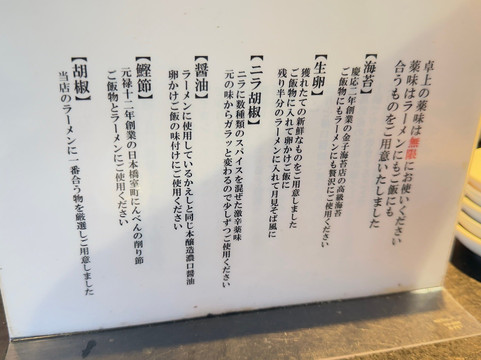 卓上の薬味は無限にお使いください
薬味はラーメンにもご飯にも
合うものをご用意いたしました
【海苔】
慶応二年創業の金子海苔店の高級海苔
ご飯物にもラーメンにも贅沢にご使用ください
【生卵】
獲れたての新鮮なものをご用意しました
ご飯物に入れて卵かけご飯に
残り半分のラーメンに入れて月見そば風に
【ニラ胡椒】
ニラに数種類のスパイスを混ぜた激辛薬味
元の味からガラッと変わるので少しずつご使用ください
【醤油】
ラーメンに使用しているかえしと同じ本醸造濃口醤油
卵かけご飯の味付けにご使用ください
【鰹節】
元禄十二年創業の日本橋室町にんべんの削り節
ご飯物とラーメンにご使用ください
【胡椒】
当店のラーメンに一番合う物を厳選しご用意しました